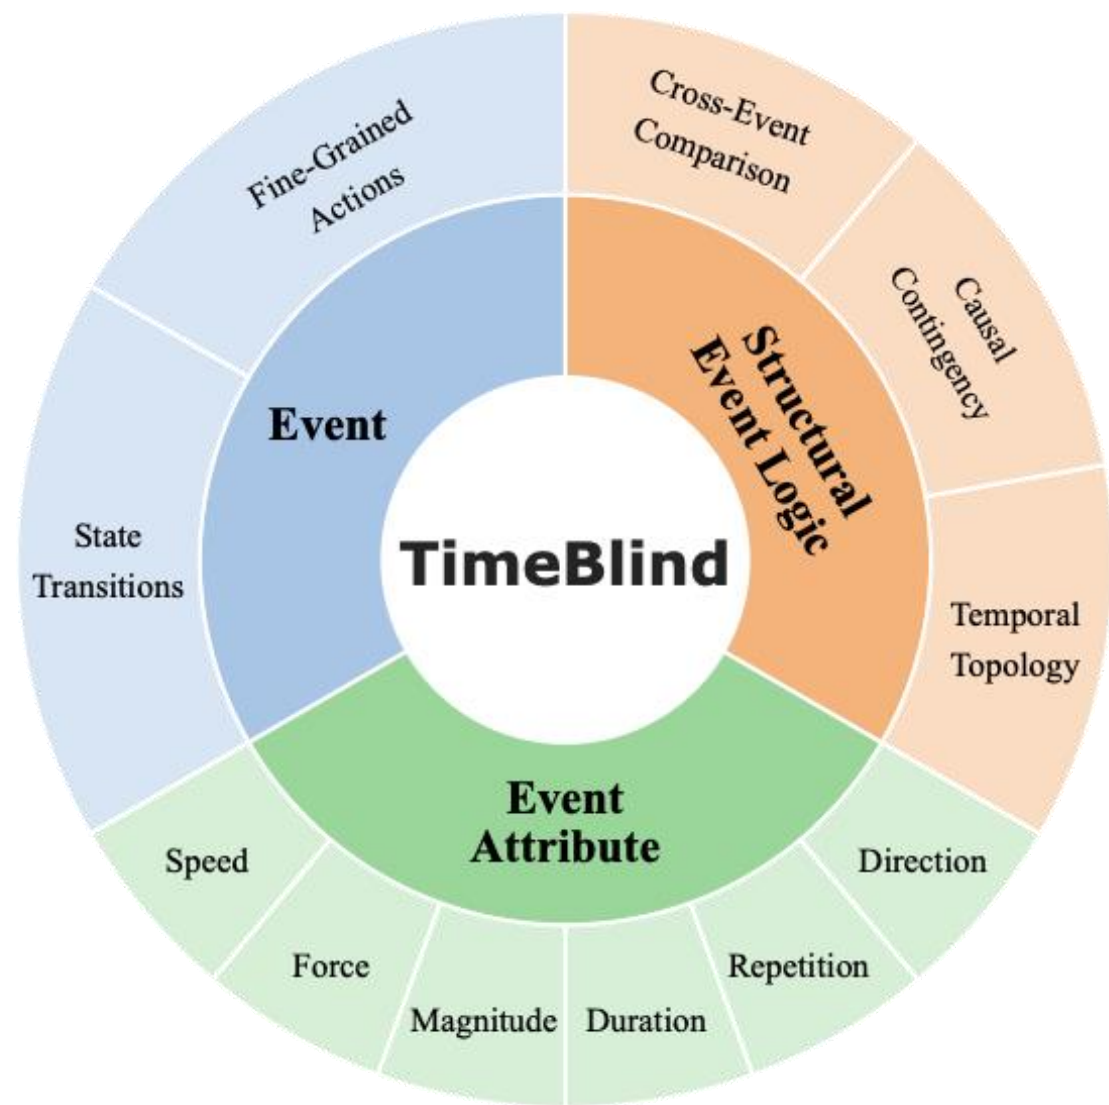 TimeBlind
Event
Fine-Grained
Actions
State
Transitions
Structural
Event Logic
Cross-Event
Comparison
Causal
Contingency
Temporal
Topology
Event
Attribute
Speed
Force
Magnitude
Duration
Repetition
Direction